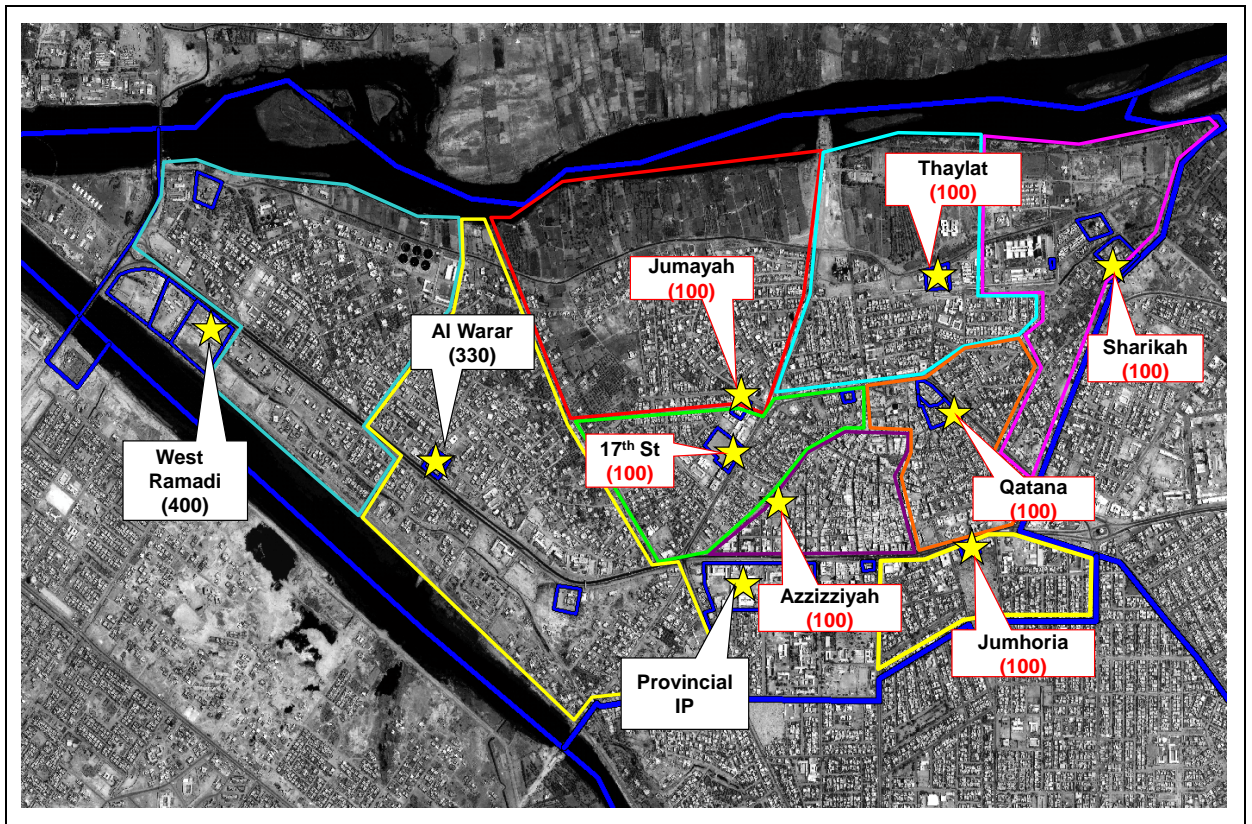 Thaylat
(100)
Jumayah
(100)
Al Warar
(330)
Sharikah
(100)
West
Ramadi
(400)
17th St
(100)
Qatana
(100)
Azzizziyah
(100)
Jumhoria
(100)
Provincial
IP